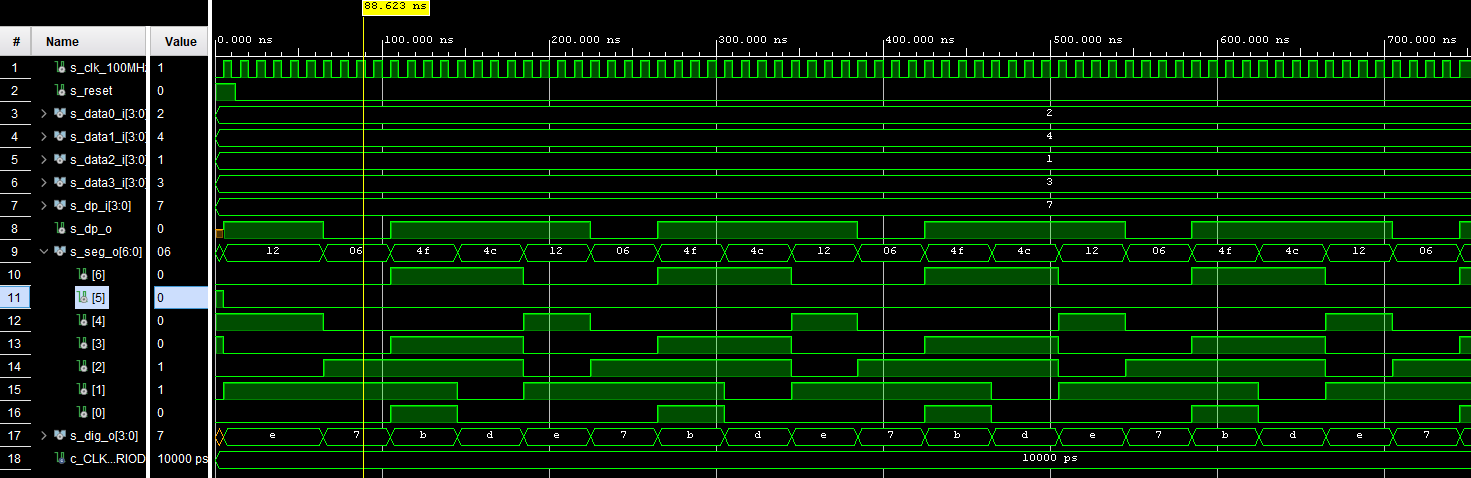 88.623 ns
# Name Value 0.000 ns 100.000 ns 200.000 ns 300.000 ns 400.000 ns 500.000 ns 600.000 ns 700.000 ns
1 s_clk_100MH 1
2 s_reset 0
3 s_data0_i[3:0] 2 2
4 s_data1_i[3:0] 4 4
5 s_data2_i[3:0] 1 1
6 s_data3_i[3:0] 3 3
7 s_dp_i[3:0] 7 7
8 s_dp_o 0
9 s_seg_o[6:0] 06 12 06 4f 4c 12 06 4f 4c 12 06 4f 4c 12 06 4f 4c 12 06
10 [6] 0
11 [5] 0
12 [4] 0
13 [3] 0
14 [2] 1
15 [1] 1
16 [0] 0
17 s_dig_o[3:0] 7 e 7 b d e 7 b d e 7 b d e 7 b d e 7
18 c_CLK...RIOD 10000 ps 10000 ps